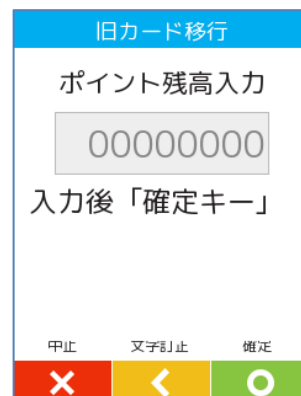 旧カード移行
ポイント残高入力
00000000
入力後「確定キー」
中止 文字訂正 確定